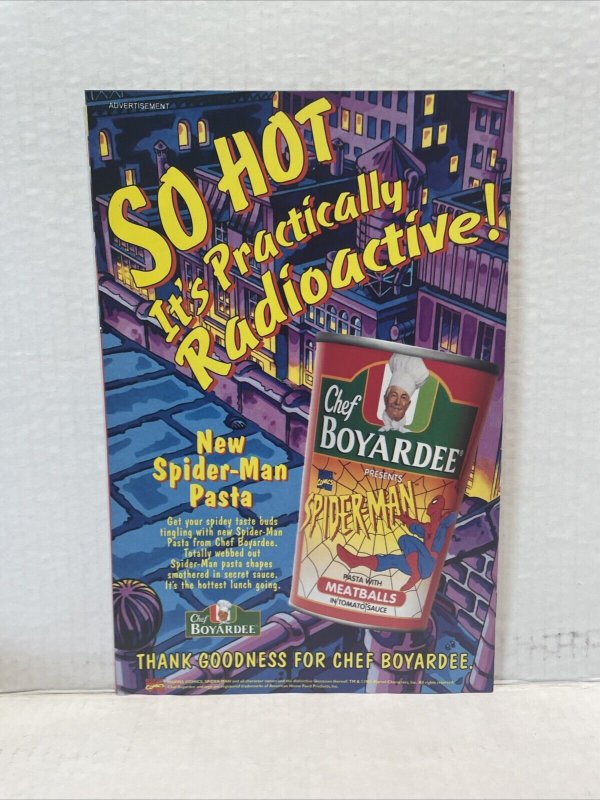 ADVERTISEMENT
SO HOT
It's Practically
Radioactive!
Chef
BOYARDEE
PRESENTS
COMICS
SPIDER-MAN
PASTA WITH
MEATBALLS
IN TOMATO SAUCE
New
Spider-Man
Pasta
Get your spidey taste buds
tingling with new Spider-Man
Pasta from Chef Boyardee.
Totally webbed out
Spider-Man pasta shapes
smothered in secret sauce.
It's the hottest lunch going.
Chef
BOYARDEE
THANK GOODNESS FOR CHEF BOYARDEE.